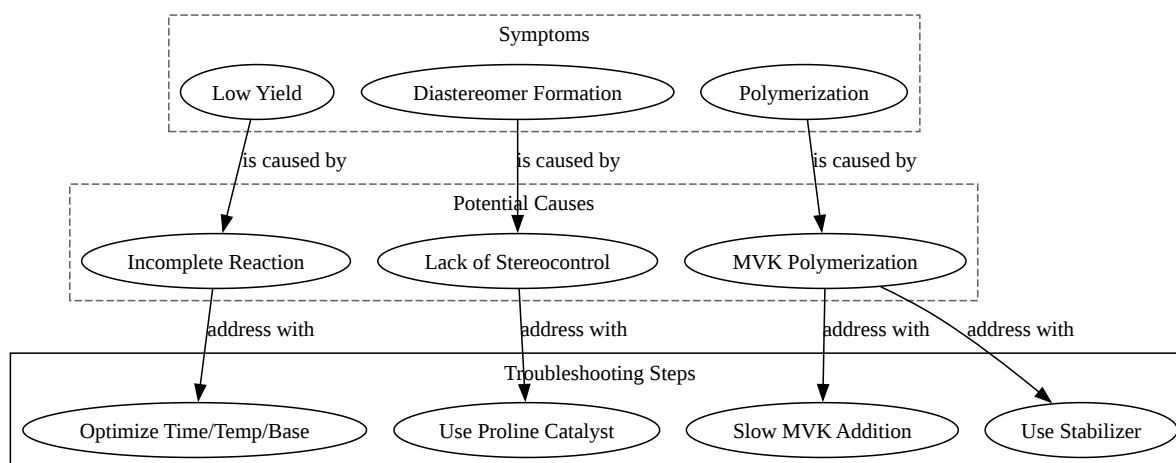 Symptoms
Low Yield
Diastereomer Formation
Polymerization
is caused by
is caused by
is caused by
Potential Causes
Incomplete Reaction
Lack of Stereocontrol
MVK Polymerization
address with
address with
address with
address with
Troubleshooting Steps
Optimize Time/Temp/Base
Use Proline Catalyst
Slow MVK Addition
Use Stabilizer